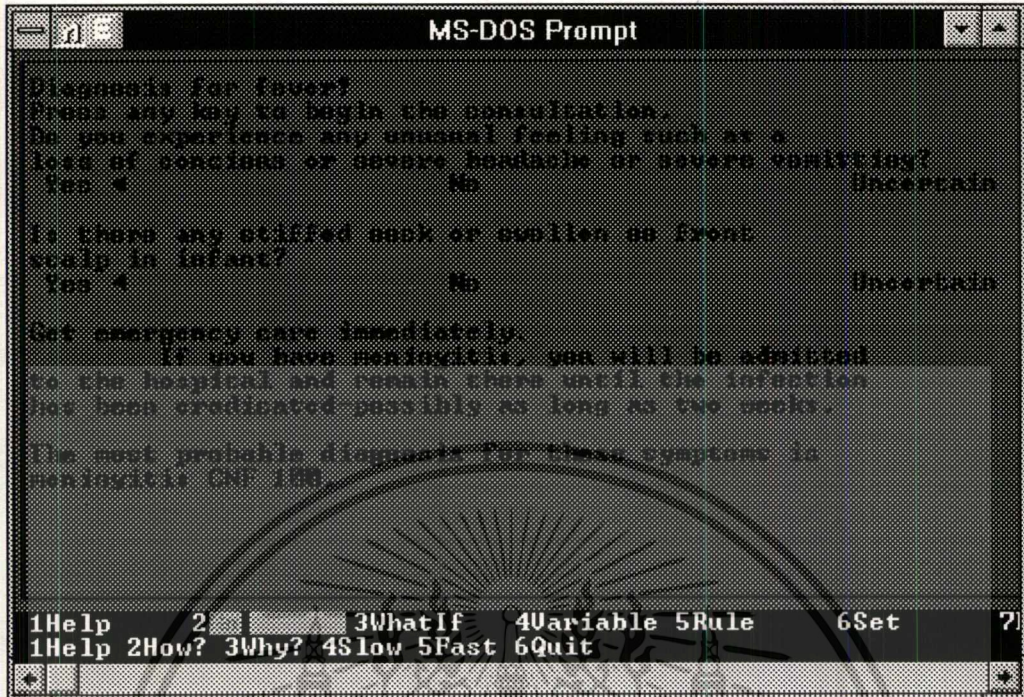 MS-DOS Prompt
Diagnosis for fever?
Press any key to begin the consultation.
Do you experience any unusual feeling such as a
loss of concious or severe headache or severe vomitting?
Yes ◄ No Uncertain
Is there any stiffed neck or swollen so front
scalp in infant?
Yes ◄ No Uncertain
Get emergency care immediately.
If you have meningitis, you will be admitted
to the hospital and remain there until the infection
has been eradicated-possibly as long as two weeks.
The most probable diagnosis for these symptoms is
meningitis CNF 100.
1Help 2 3WhatIf 4Variable 5Rule 6Set 7
1Help 2How? 3Why? 4Slow 5Fast 6Quit